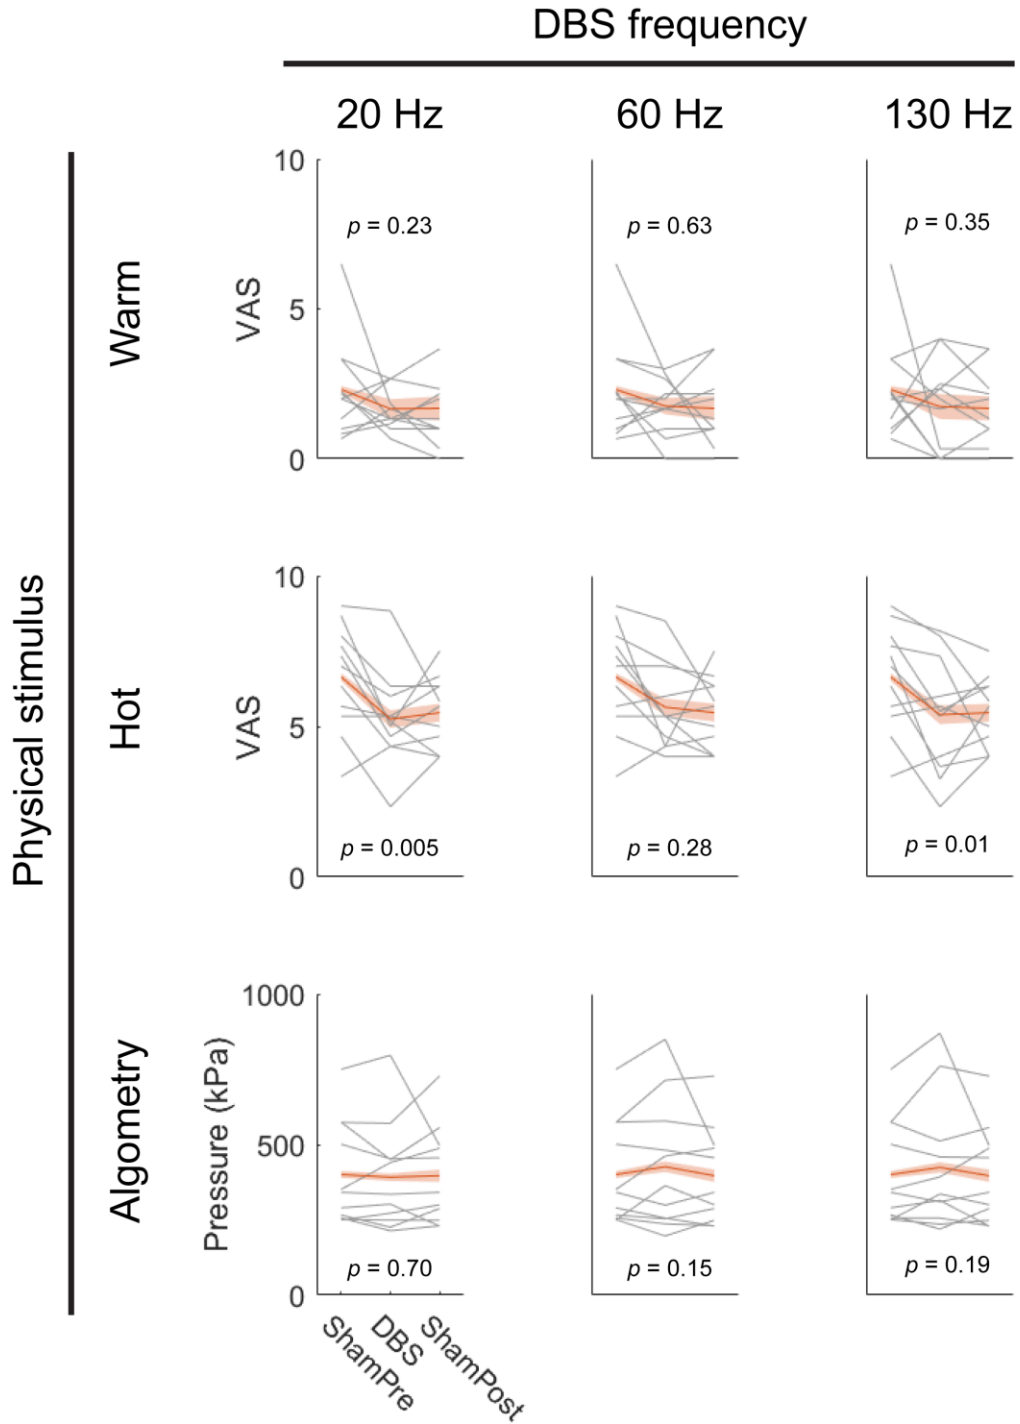 DBS frequency
20 Hz 60 Hz 130 Hz
Physical stimulus
Warm
VAS
10
5
0
p = 0.23
p = 0.63
p = 0.35
Hot
VAS
10
5
0
p = 0.005
p = 0.28
p = 0.01
Algometry
Pressure (kPa)
1000
500
0
p = 0.70
p = 0.15
p = 0.19
ShamPre
DBS
ShamPost